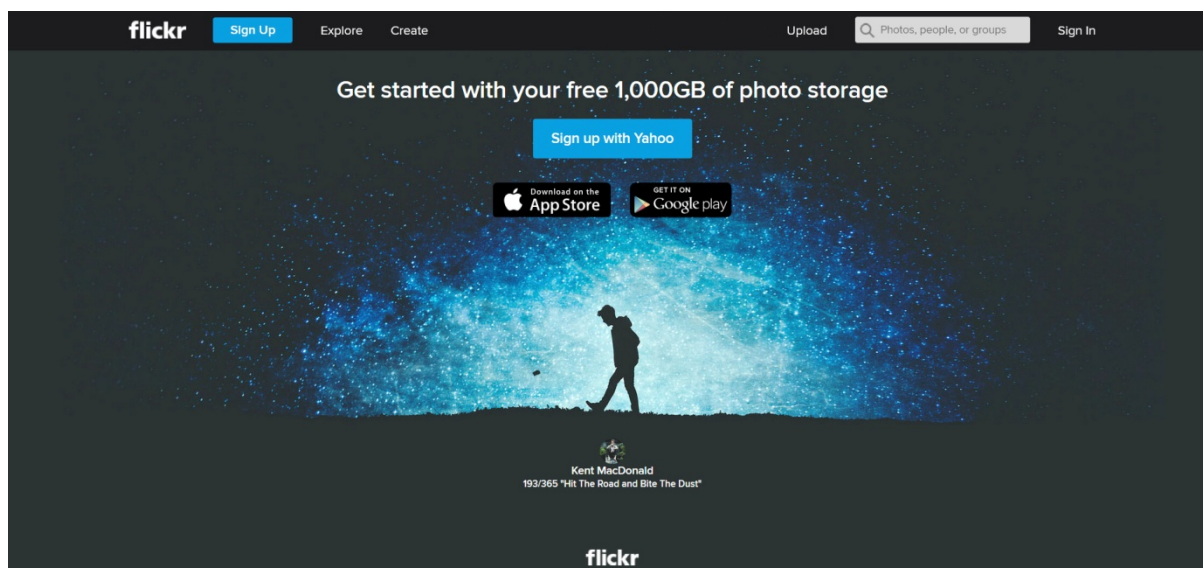 flickr
Sign Up
Explore
Create
Upload
Photos, people, or groups
Sign In
Get started with your free 1,000GB of photo storage
Sign up with Yahoo
Download on the
App Store
GET IT ON
Google play
Kent MacDonald
193/365 "Hit The Road and Bite The Dust"
flickr